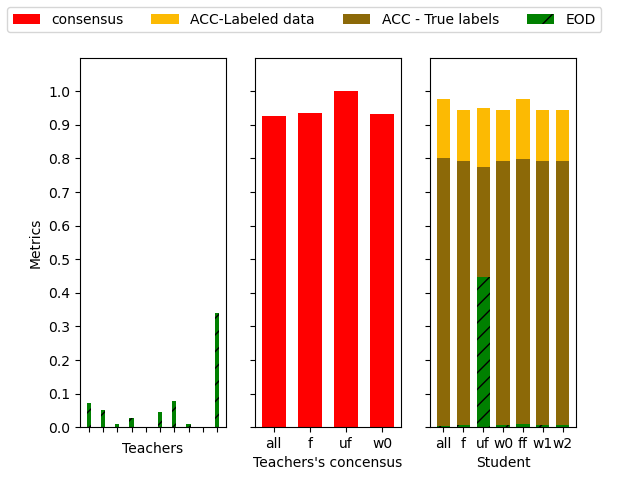 consensus ACC-Labeled data ACC - True labels EOD
Metrics
1.0
0.9
0.8
0.7
0.6
0.5
0.4
0.3
0.2
0.1
0.0
all f uf w0
all f uf w0 ff w1 w2
Teachers
Teachers's concensus
Student